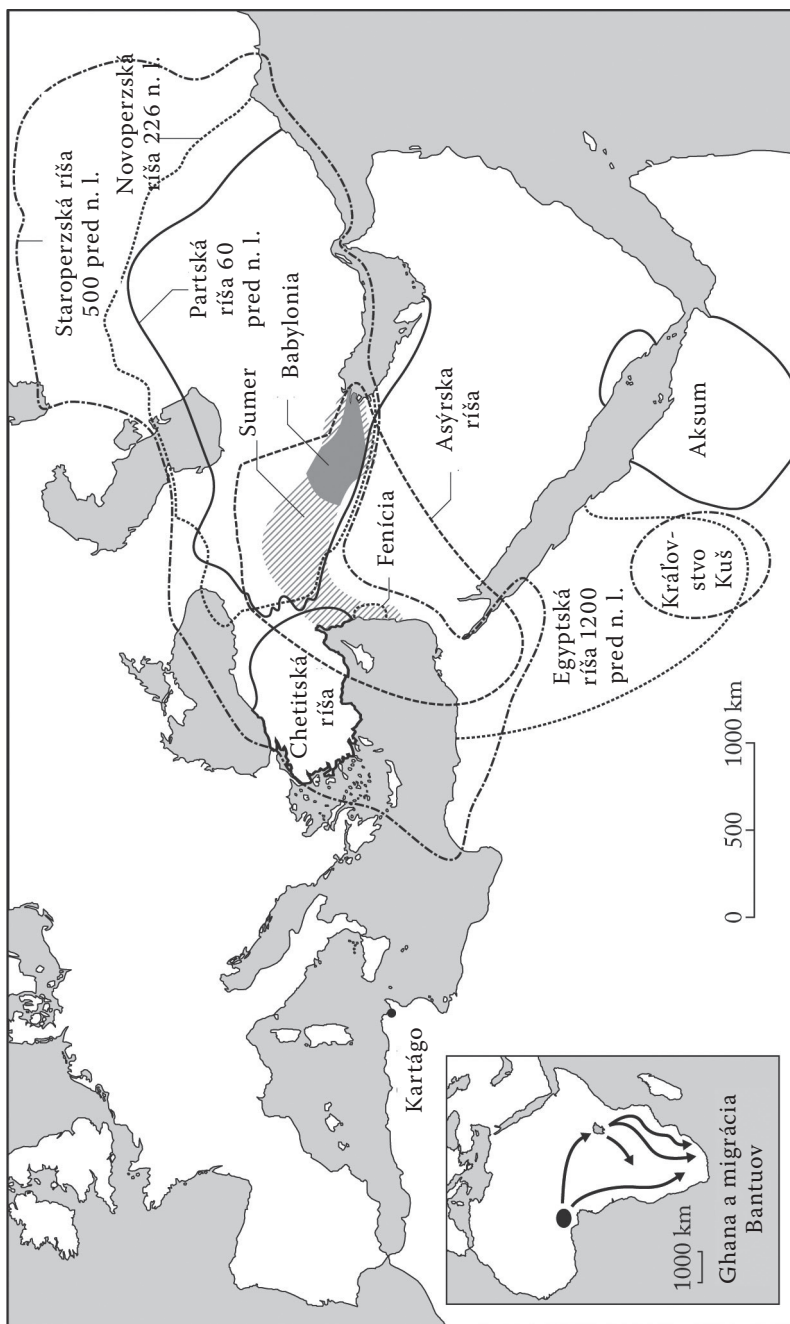 Staroperzská ríša
500 pred n. l.
Novoperzská
ríša 226 n. l.
Partská
ríša 60
pred n. l.
Sumer
Babylonia
Asýrska
ríša
Fenícia
Chetitská
ríša
Egyptská
ríša 1200
pred n. l.
Kráľov-
stvo
Kuš
Aksum
Kartágo
0 500 1000 km
1000 km
Ghana a migrácia
Bantuov